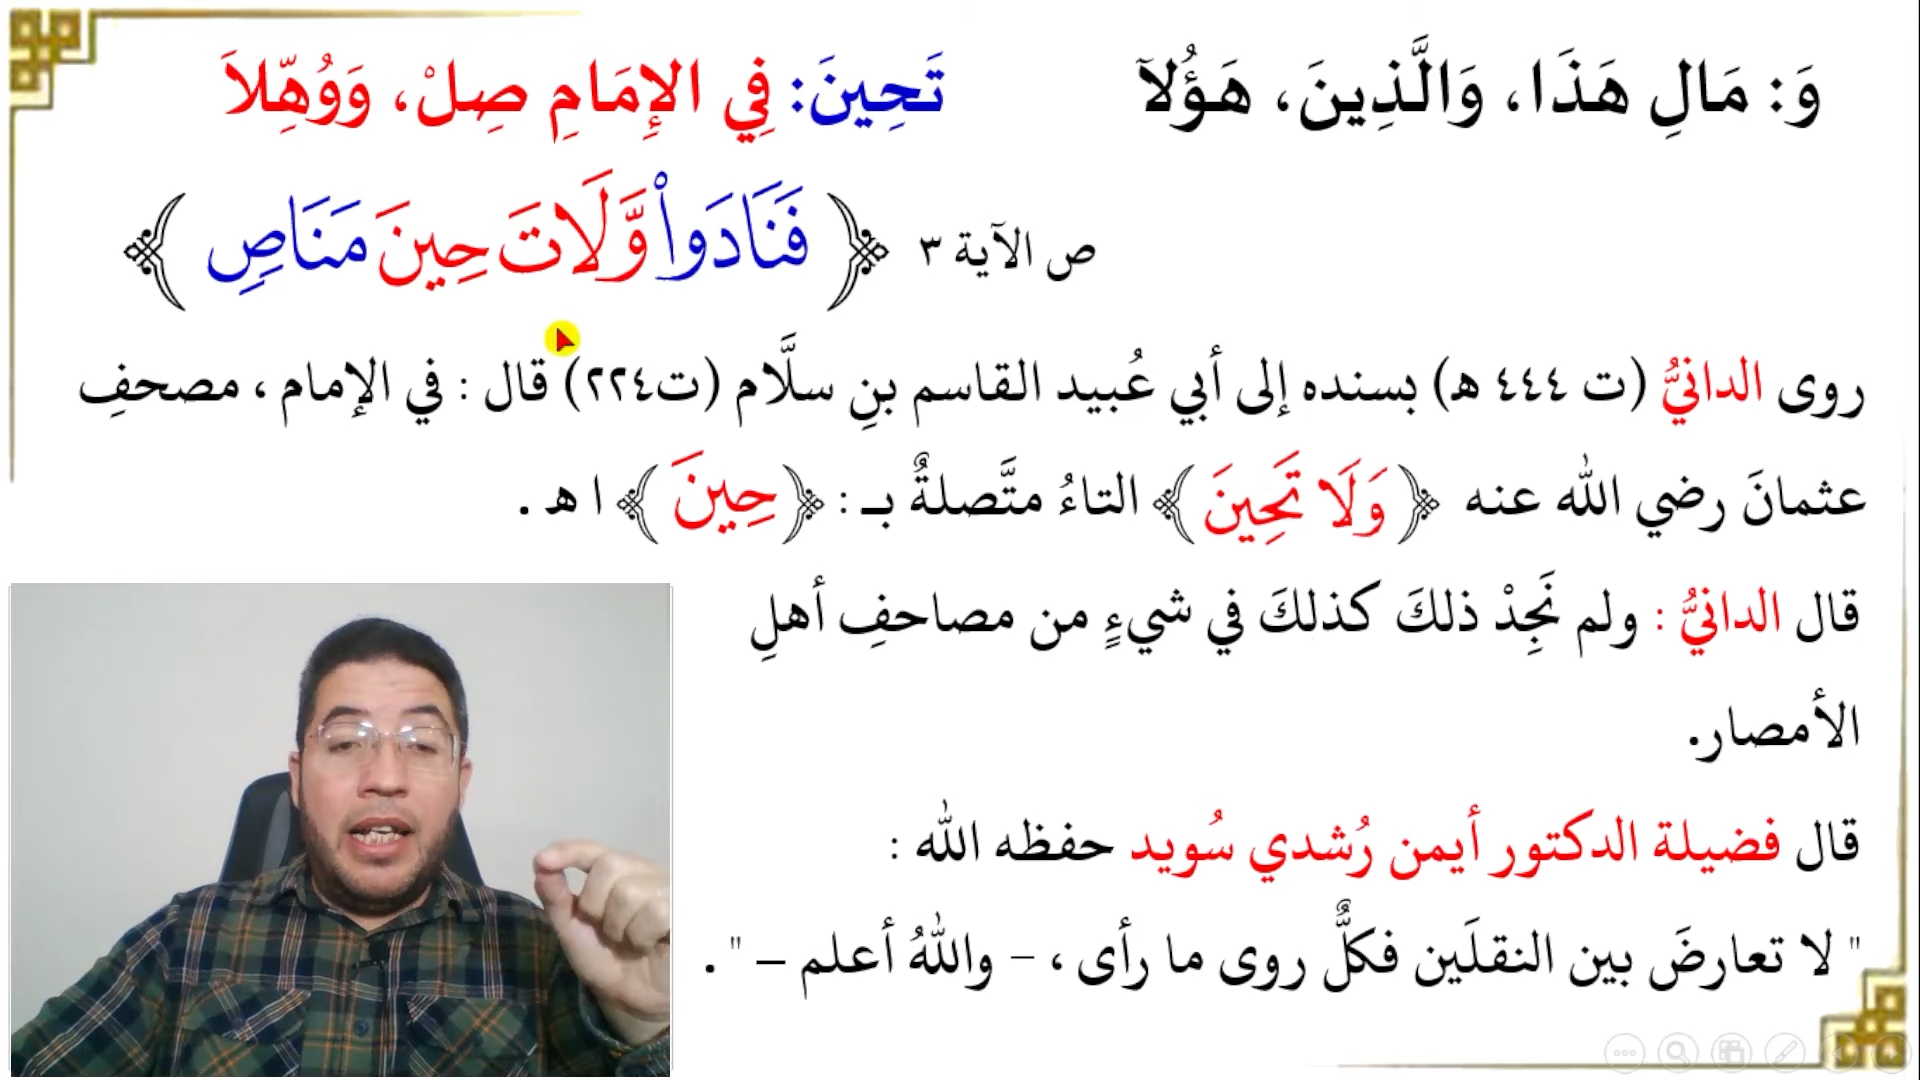 وَ: مَالِ هَذَا، وَالَّذِينَ، هَؤُلآ تَحِينَ: فِي الإِمَامِ صِلْ، وَوُهِّلاَ
ص الآية ٣ ﴿ فَنَادَواْ وَّلَاتَ حِينَ مَنَاصٍ ﴾
روى الدانيُّ (ت ٤٤٤ ه) بسنده إلى أبي عُبيد القاسم بنِ سلَّام (ت٢٢٤) قال : في الإمام ، مصحفِ
عثمانَ رضي الله عنه ﴿ وَلَا تَحِينَ ﴾ التاءُ متَّصلةٌ بـ : ﴿ حِينَ ﴾ ا ه .
قال الدانيُّ : ولم نَجِدْ ذلكَ كذلكَ في شيءٍ من مصاحفِ أهلِ
الأمصار.
قال فضيلة الدكتور أيمن رُشدي سُويد حفظه الله :
" لا تعارضَ بين النقلَين فكلٌّ روى ما رأى ، – واللهُ أعلم – " .